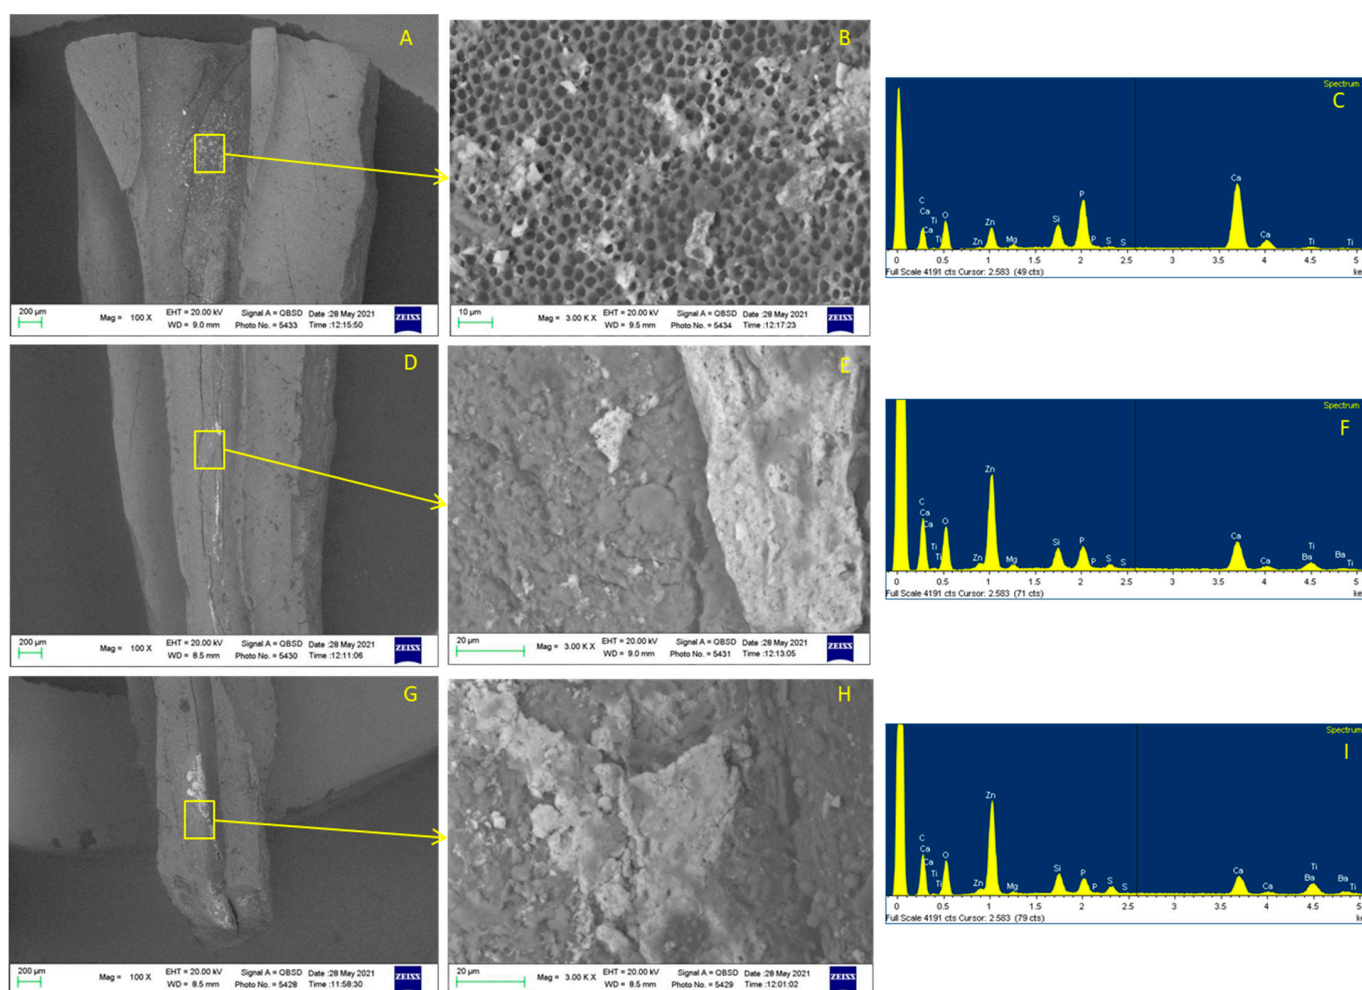 A
200 µm
Mag = 100 X
EHT = 20.00 kV
WD = 9.0 mm
Signal A = QBSD
Photo No. = 5433
Date :28 May 2021
Time :12:15:50
ZEISS
B
10 µm
Mag = 3.00 K X
EHT = 20.00 kV
WD = 9.5 mm
Signal A = QBSD
Photo No. = 5434
Date :28 May 2021
Time :12:17:23
ZEISS
Spectrum
C
C
Ca
Ti
Ca
Ti
O
Zn
Zn
Mg
Si
P
P
S
S
Ca
Ca
Ti
Ti
0 0.5 1 1.5 2 2.5 3 3.5 4 4.5 5
Full Scale 4191 cts Cursor: 2.583 (49 cts)
ke
D
200 µm
Mag = 100 X
EHT = 20.00 kV
WD = 8.5 mm
Signal A = QBSD
Photo No. = 5430
Date :28 May 2021
Time :12:11:06
ZEISS
E
20 µm
Mag = 3.00 K X
EHT = 20.00 kV
WD = 9.0 mm
Signal A = QBSD
Photo No. = 5431
Date :28 May 2021
Time :12:13:05
ZEISS
Spectrum
F
C
Ca
Ca
Ti
Ti
O
Zn
Zn
Mg
Si
P
P
S
S
Ca
Ca
Ti
Ba
Ba
Ti
0 0.5 1 1.5 2 2.5 3 3.5 4 4.5 5
Full Scale 4191 cts Cursor: 2.583 (71 cts)
ke
G
200 µm
Mag = 100 X
EHT = 20.00 kV
WD = 8.5 mm
Signal A = QBSD
Photo No. = 5428
Date :28 May 2021
Time :11:58:30
ZEISS
H
20 µm
Mag = 3.00 K X
EHT = 20.00 kV
WD = 8.5 mm
Signal A = QBSD
Photo No. = 5429
Date :28 May 2021
Time :12:01:02
ZEISS
Spectrum
I
C
Ca
Ca
Ti
Ti
O
Zn
Zn
Mg
Si
P
P
S
S
Ca
Ca
Ti
Ba
Ba
Ti
0 0.5 1 1.5 2 2.5 3 3.5 4 4.5 5
Full Scale 4191 cts Cursor: 2.583 (79 cts)
ke